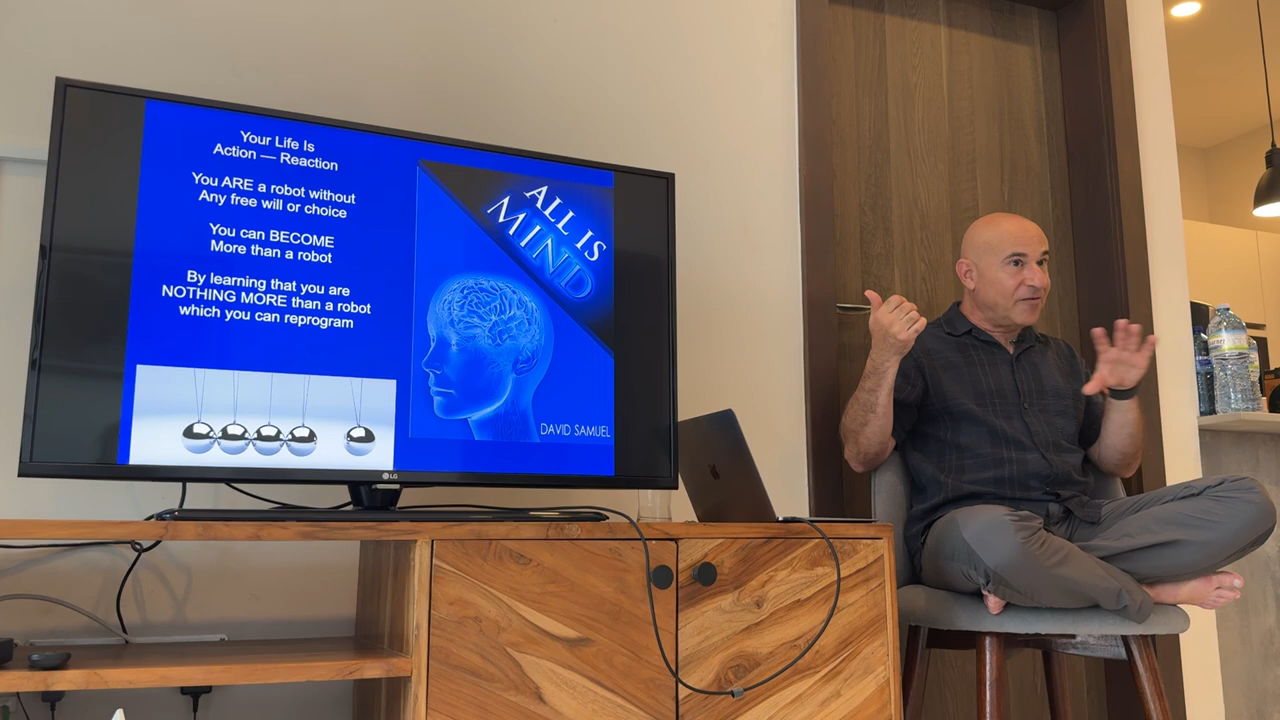 Your Life Is
Action — Reaction
You ARE a robot without
Any free will or choice
You can BECOME
More than a robot
By learning that you are
NOTHING MORE than a robot
which you can reprogram
ALL IS
MIND
DAVID SAMUEL
LG